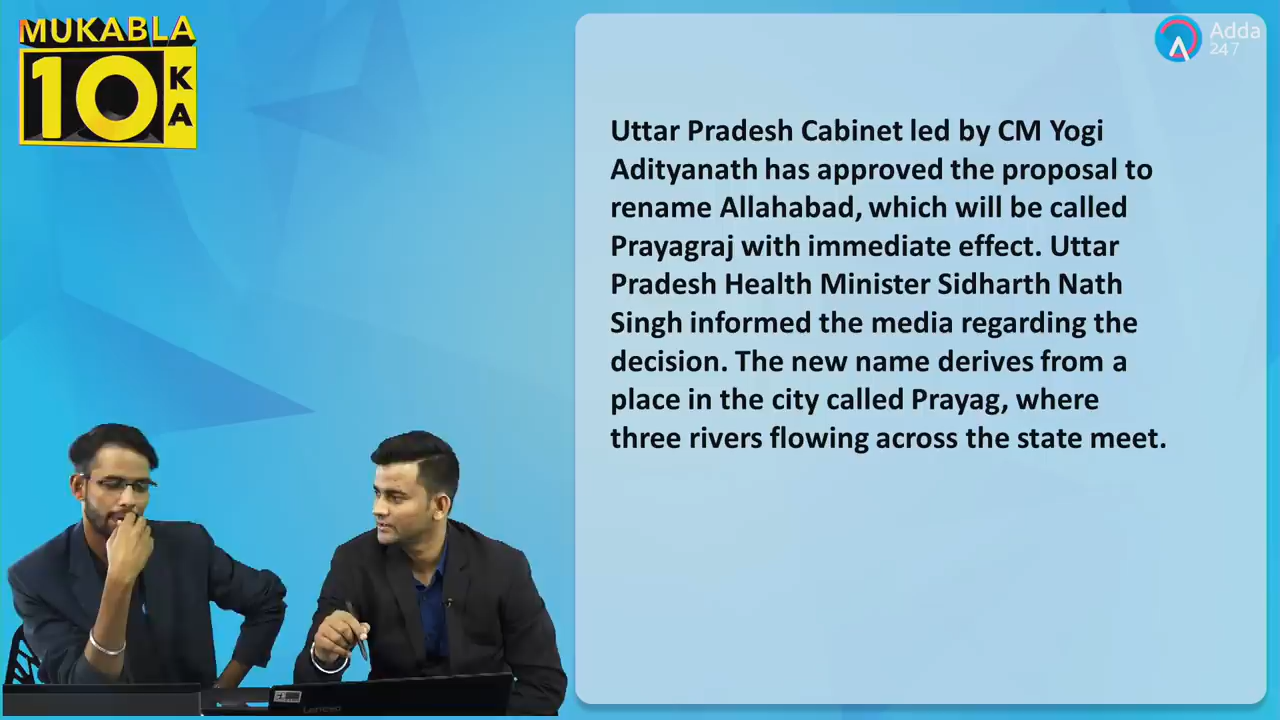 MUKABLA
10 KA
Adda
247
Uttar Pradesh Cabinet led by CM Yogi
Adityanath has approved the proposal to
rename Allahabad, which will be called
Prayagraj with immediate effect. Uttar
Pradesh Health Minister Sidharth Nath
Singh informed the media regarding the
decision. The new name derives from a
place in the city called Prayag, where
three rivers flowing across the state meet.
Lenovo